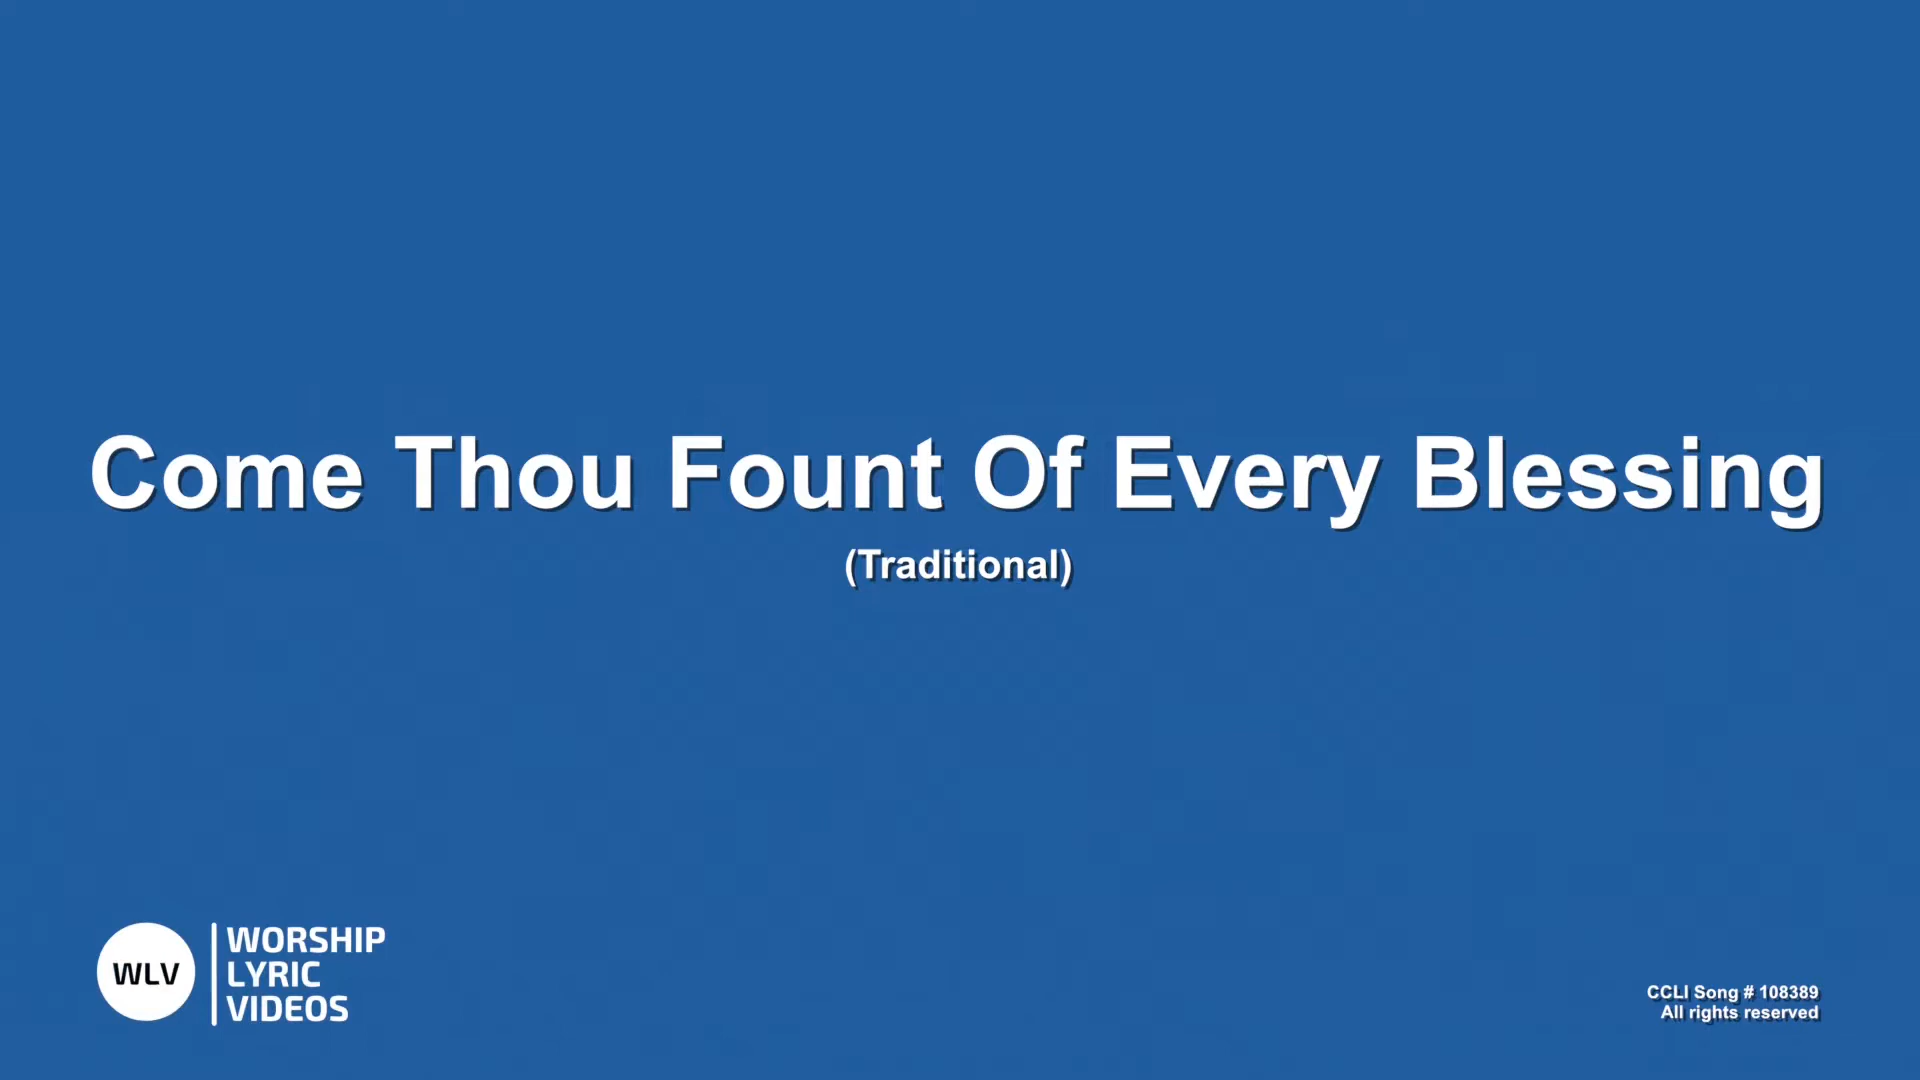 Come Thou Fount Of Every Blessing
(Traditional)
WLV
WORSHIP
LYRIC
VIDEOS
CCLI Song # 108389
All rights reserved